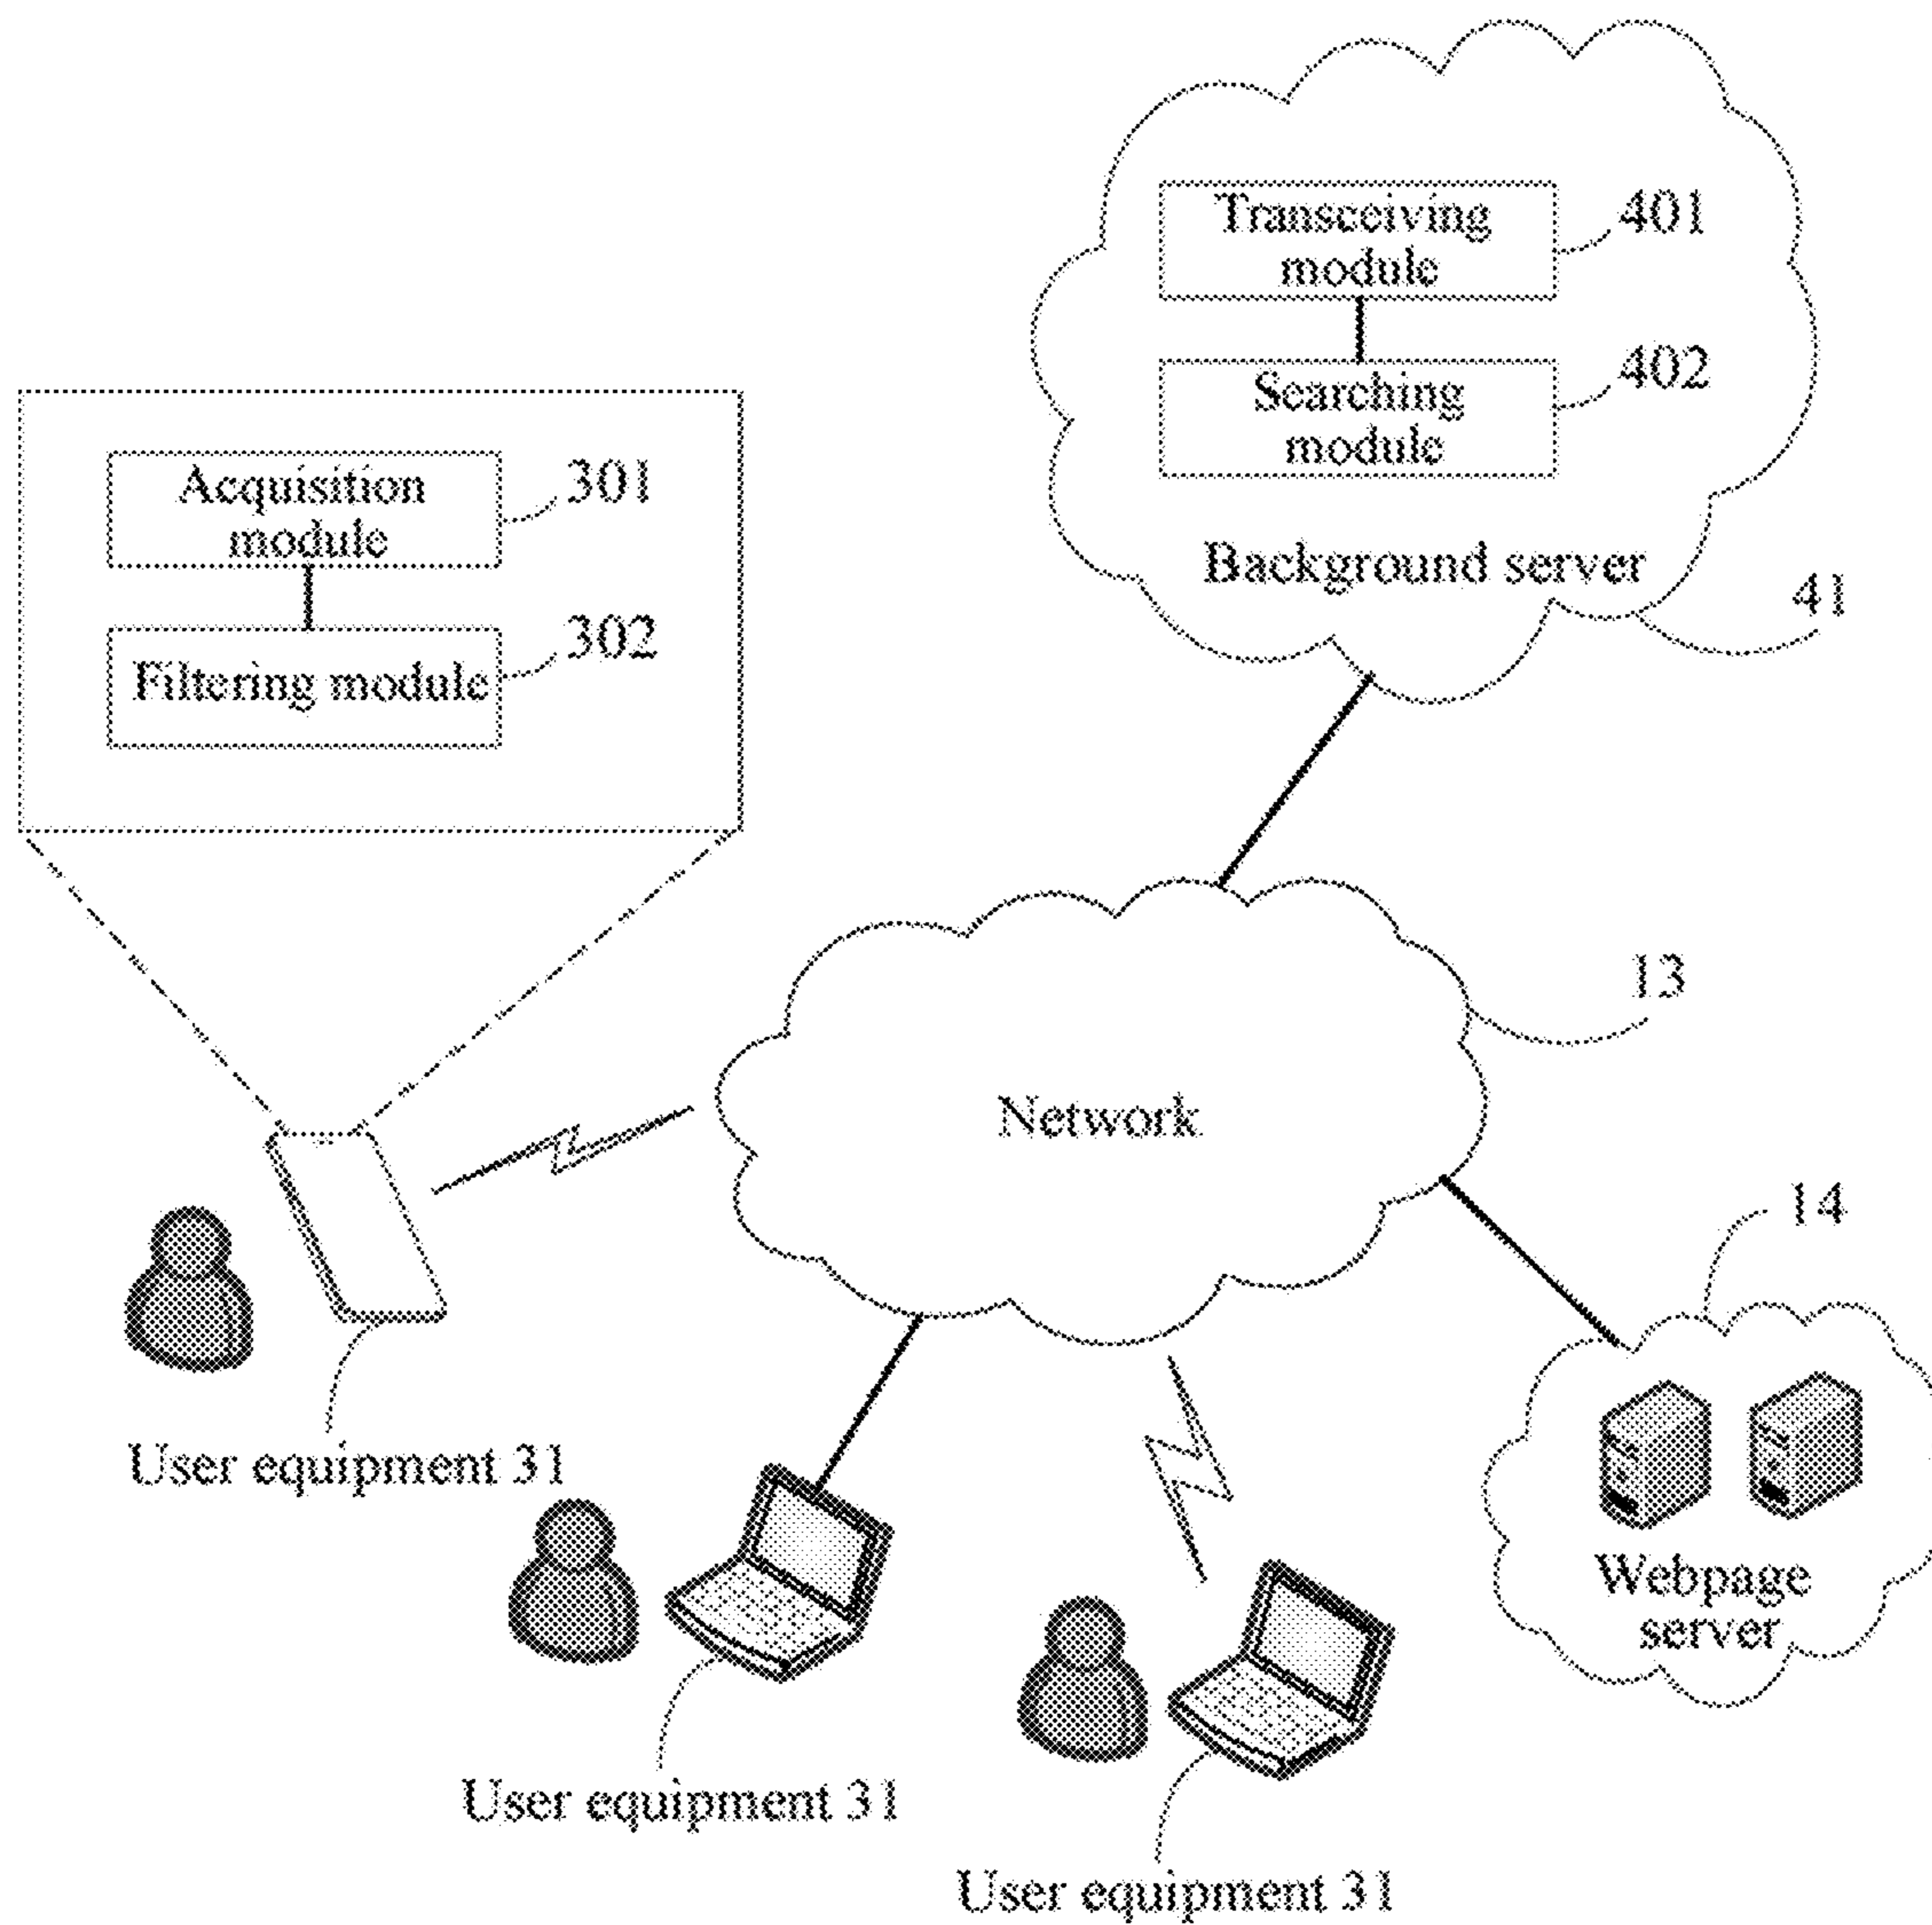 Transceiving
module
401
Searching
module
402
Background server
41
Acquisition
module
301
Filtering module
302
13
Network
14
Webpage
server
User equipment 31
User equipment 31
User equipment 31